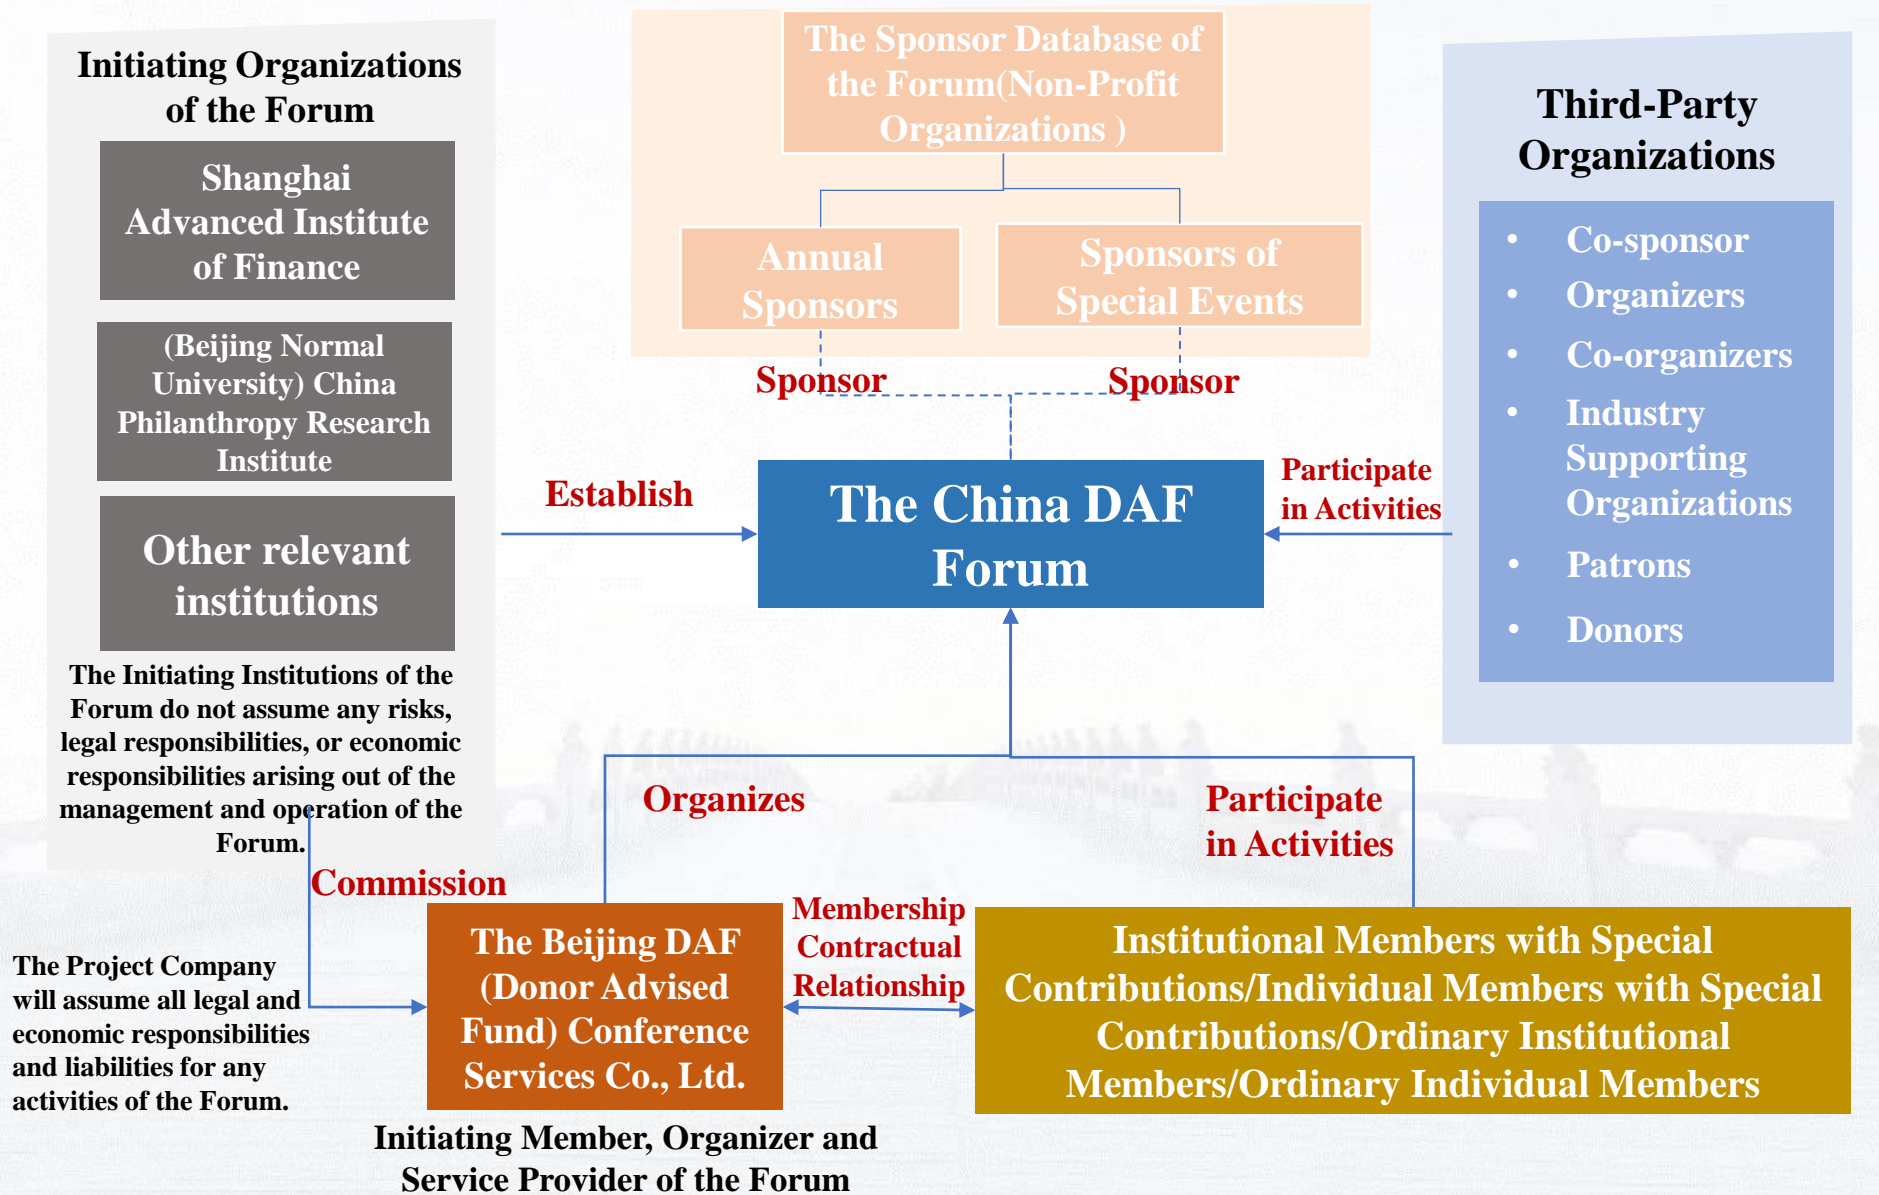 Initiating Organizations
of the Forum
Shanghai
Advanced Institute
of Finance
(Beijing Normal
University) China
Philanthropy Research
Institute
Other relevant
institutions
The Initiating Institutions of the
Forum do not assume any risks,
legal responsibilities, or economic
responsibilities arising out of the
management and operation of the
Forum.
The Sponsor Database of
the Forum(Non-Profit
Organizations )
Annual
Sponsors
Sponsors of
Special Events
Sponsor
Sponsor
Establish
The China DAF
Forum
Participate
in Activities
Third-Party
Organizations
• Co-sponsor
• Organizers
• Co-organizers
• Industry
Supporting
Organizations
• Patrons
• Donors
Organizes
Participate
in Activities
Commission
The Project Company
will assume all legal and
economic responsibilities
and liabilities for any
activities of the Forum.
The Beijing DAF
(Donor Advised
Fund) Conference
Services Co., Ltd.
Membership
Contractual
Relationship
Institutional Members with Special
Contributions/Individual Members with Special
Contributions/Ordinary Institutional
Members/Ordinary Individual Members
Initiating Member, Organizer and
Service Provider of the Forum